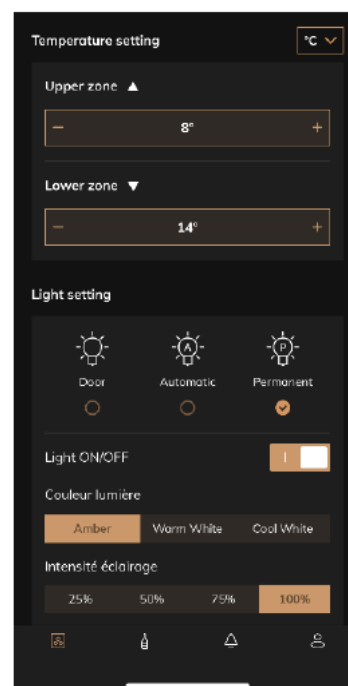 Temperature setting °C
Upper zone ▲
− 8° +
Lower zone ▼
− 14° +
Light setting
A P
Door Automatic Permanent
Light ON/OFF I
Couleur lumière
Amber Warm White Cool White
Intensité éclairage
25% 50% 75% 100%